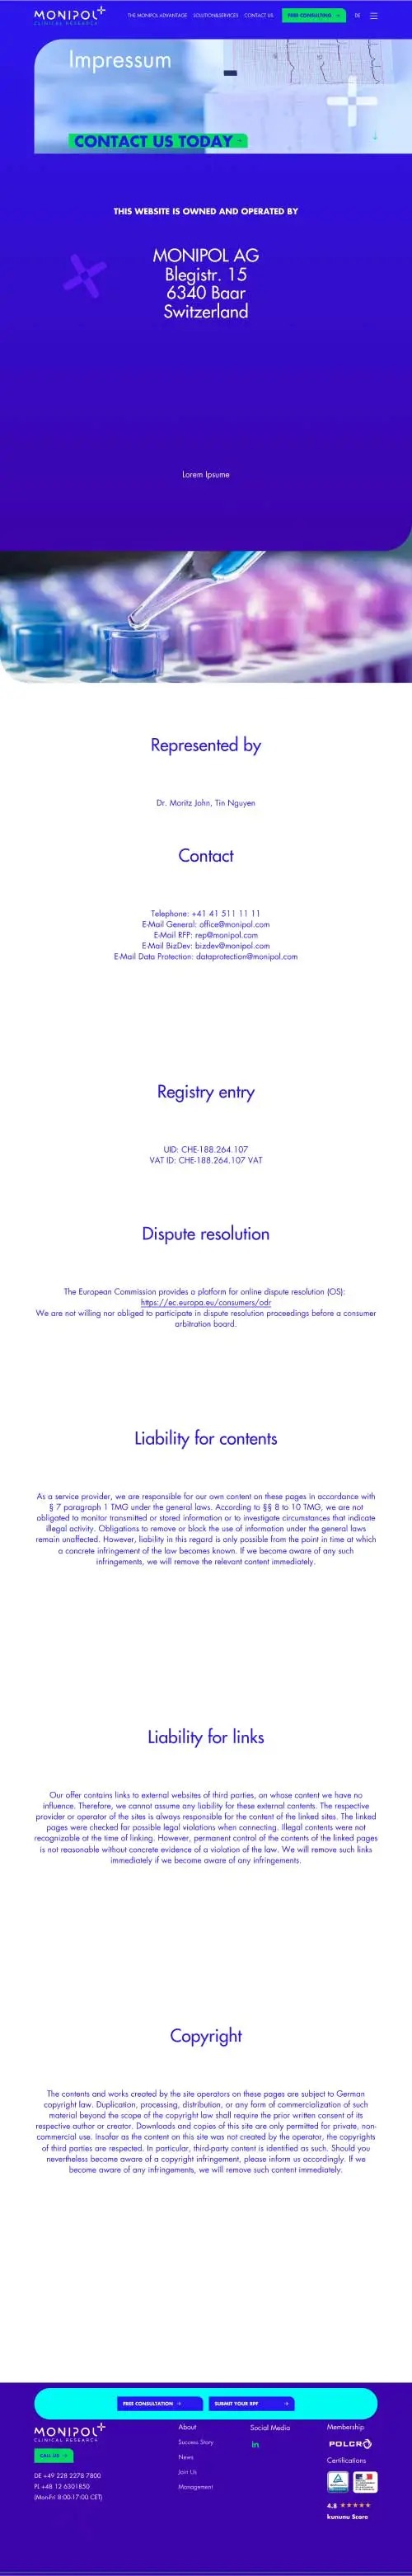 MONIPOL
CLINICAL RESEARCH
THE MONIPOL ADVANTAGE SOLUTION&SERVICES CONTACT US FREE CONSULTING → DE
Impressum
CONTACT US TODAY
THIS WEBSITE IS OWNED AND OPERATED BY
MONIPOL AG
Blegistr. 15
6340 Baar
Switzerland
Lorem Ipsume
Represented by
Dr. Moritz John, Tin Nguyen
Contact
Telephone: +41 41 511 11 11
E-Mail General: office@monipol.com
E-Mail RFP: rep@monipol.com
E-Mail BizDev: bizdev@monipol.com
E-Mail Data Protection: dataprotection@monipol.com
Registry entry
UID: CHE-188.264.107
VAT ID: CHE-188.264.107 VAT
Dispute resolution
The European Commission provides a platform for online dispute resolution (OS):
https://ec.europa.eu/consumers/odr
We are not willing nor obliged to participate in dispute resolution proceedings before a consumer
arbitration board.
Liability for contents
As a service provider, we are responsible for our own content on these pages in accordance with
§ 7 paragraph 1 TMG under the general laws. According to §§ 8 to 10 TMG, we are not
obligated to monitor transmitted or stored information or to investigate circumstances that indicate
illegal activity. Obligations to remove or block the use of information under the general laws
remain unaffected. However, liability in this regard is only possible from the point in time at which
a concrete infringement of the law becomes known. If we become aware of any such
infringements, we will remove the relevant content immediately.
Liability for links
Our offer contains links to external websites of third parties, on whose content we have no
influence. Therefore, we cannot assume any liability for these external contents. The respective
provider or operator of the sites is always responsible for the content of the linked sites. The linked
pages were checked for possible legal violations when connecting. Illegal contents were not
recognizable at the time of linking. However, permanent control of the contents of the linked pages
is not reasonable without concrete evidence of a violation of the law. We will remove such links
immediately if we become aware of any infringements.
Copyright
The contents and works created by the site operators on these pages are subject to German
copyright law. Duplication, processing, distribution, or any form of commercialization of such
material beyond the scope of the copyright law shall require the prior written consent of its
respective author or creator. Downloads and copies of this site are only permitted for private, non-
commercial use. Insofar as the content on this site was not created by the operator, the copyrights
of third parties are respected. In particular, third-party content is identified as such. Should you
nevertheless become aware of a copyright infringement, please inform us accordingly. If we
become aware of any infringements, we will remove such content immediately.
FREE CONSULTATION → SUBMIT YOUR RPF →
MONIPOL
CLINICAL RESEARCH
CALL US →
DE +49 228 2278 7800
PL +48 12 6301850
(Mon-Fri: 8:00-17:00 CET)
About
Success Story
News
Join Us
Management
Social Media
in
Membership
POLCRO
Certifications
4.8 ★★★★★
kununu Score